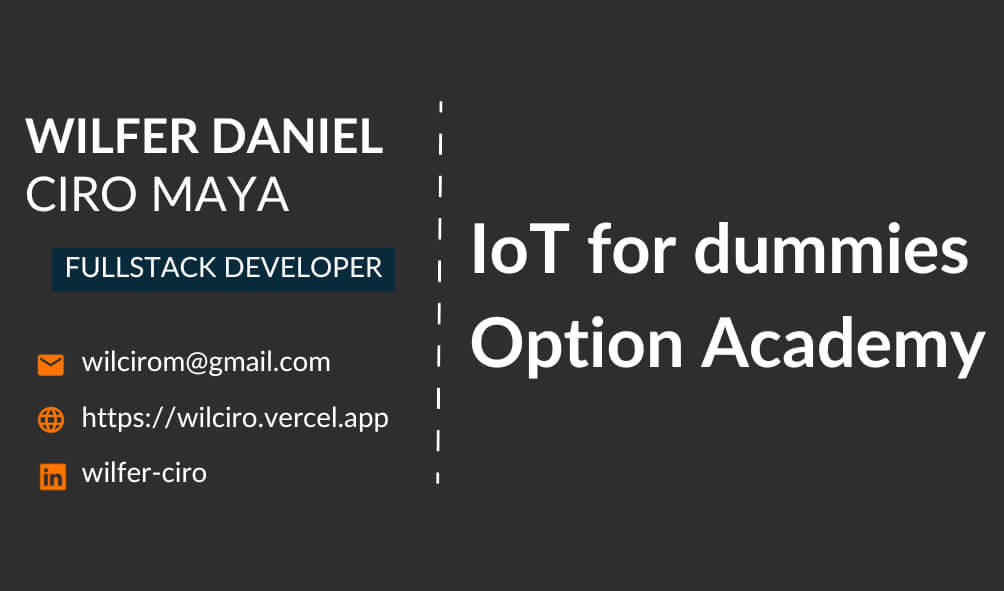 WILFER DANIEL
CIRO MAYA
FULLSTACK DEVELOPER
wilcirom@gmail.com
https://wilciro.vercel.app
wilfer-ciro
IoT for dummies
Option Academy